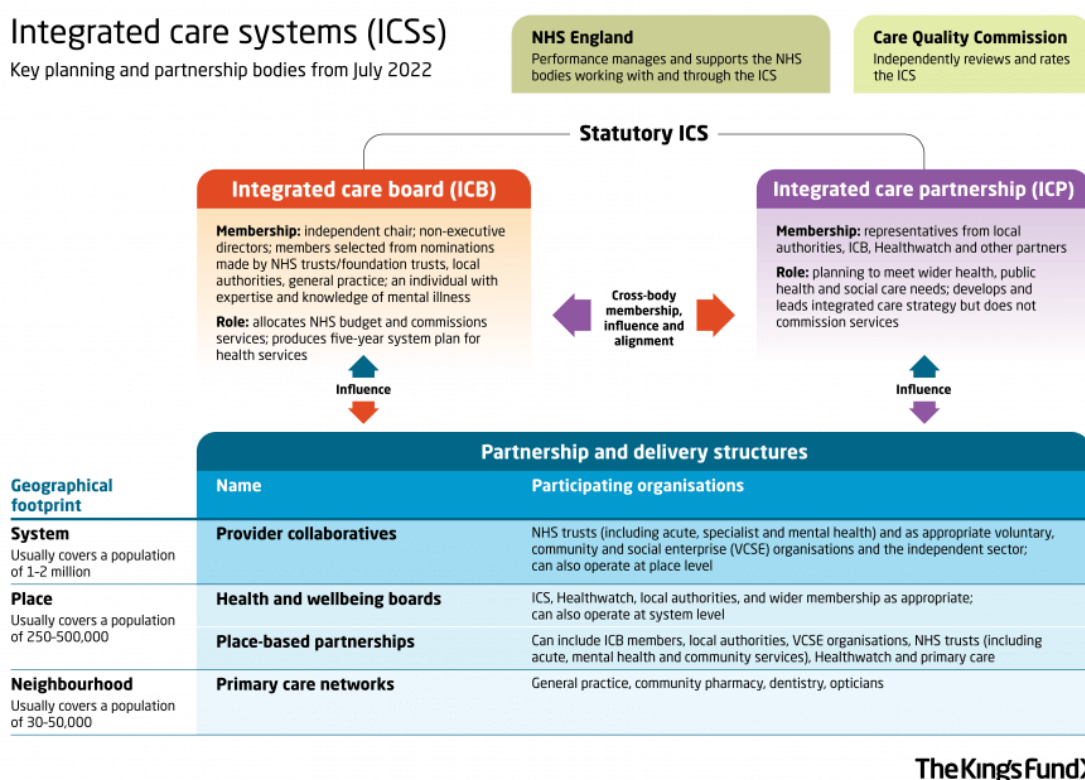 Integrated care systems (ICSs)
Key planning and partnership bodies from July 2022
NHS England
Performance manages and supports the NHS
bodies working with and through the ICS
Care Quality Commission
Independently reviews and rates
the ICS
Statutory ICS
Integrated care board (ICB)
Membership: independent chair; non-executive
directors; members selected from nominations
made by NHS trusts/foundation trusts, local
authorities, general practice; an individual with
expertise and knowledge of mental illness
Role: allocates NHS budget and commissions
services; produces five-year system plan for
health services
Cross-body
membership,
influence and
alignment
Integrated care partnership (ICP)
Membership: representatives from local
authorities, ICB, Healthwatch and other partners
Role: planning to meet wider health, public
health and social care needs; develops and
leads integrated care strategy but does not
commission services
Influence
Influence
Partnership and delivery structures
Geographical
footprint
Name
Participating organisations
System
Usually covers a population
of 1–2 million
Provider collaboratives
NHS trusts (including acute, specialist and mental health) and as appropriate voluntary,
community and social enterprise (VCSE) organisations and the independent sector;
can also operate at place level
Place
Usually covers a population
of 250–500,000
Health and wellbeing boards
ICS, Healthwatch, local authorities, and wider membership as appropriate;
can also operate at system level
Place-based partnerships
Can include ICB members, local authorities, VCSE organisations, NHS trusts (including
acute, mental health and community services), Healthwatch and primary care
Neighbourhood
Usually covers a population
of 30–50,000
Primary care networks
General practice, community pharmacy, dentistry, opticians
The King's Fund